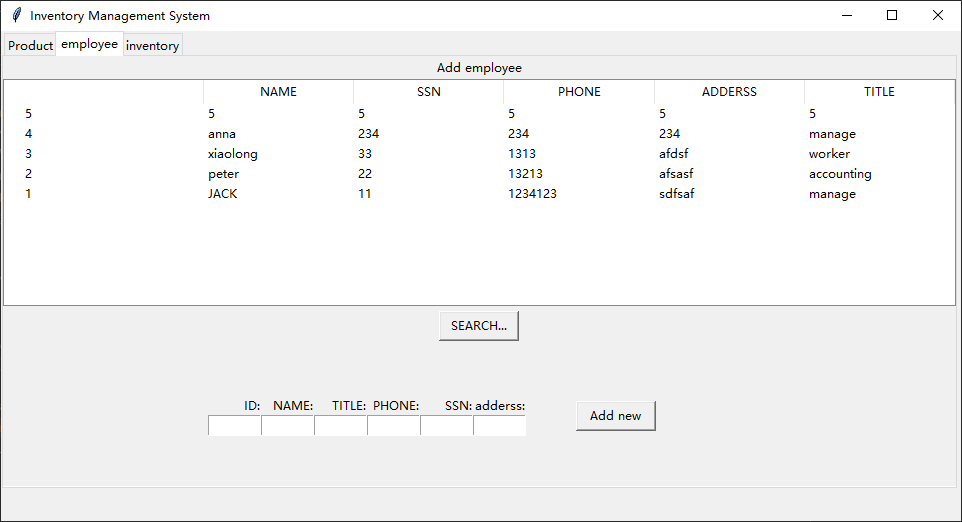 Inventory Management System
Product employee inventory
Add employee
NAME SSN PHONE ADDERSS TITLE
5 5 5 5 5 5
4 anna 234 234 234 manage
3 xiaolong 33 1313 afdsf worker
2 peter 22 13213 afsasf accounting
1 JACK 11 1234123 sdfsaf manage
SEARCH...
ID: NAME: TITLE: PHONE: SSN: adderss:
Add new